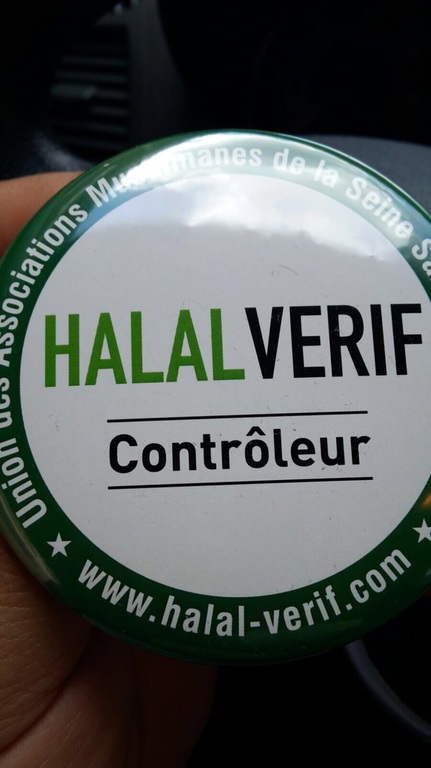 Union des Associations Musulmanes de la Seine
HALALVERIF
Contrôleur
www.halal-verif.com